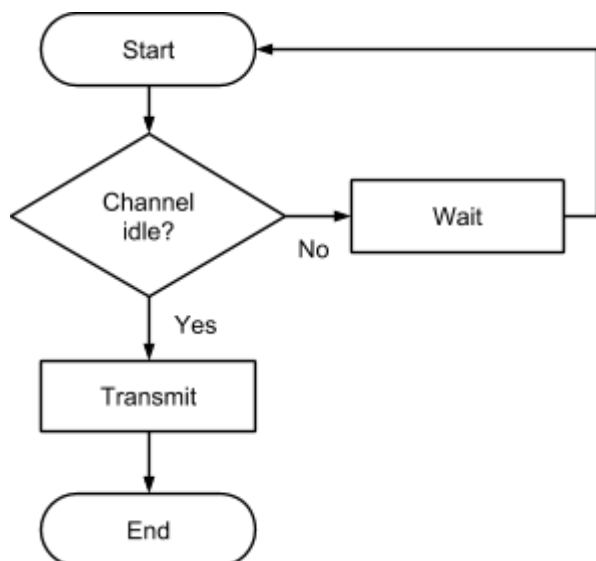 Start
Channel
idle?
No
Wait
Yes
Transmit
End